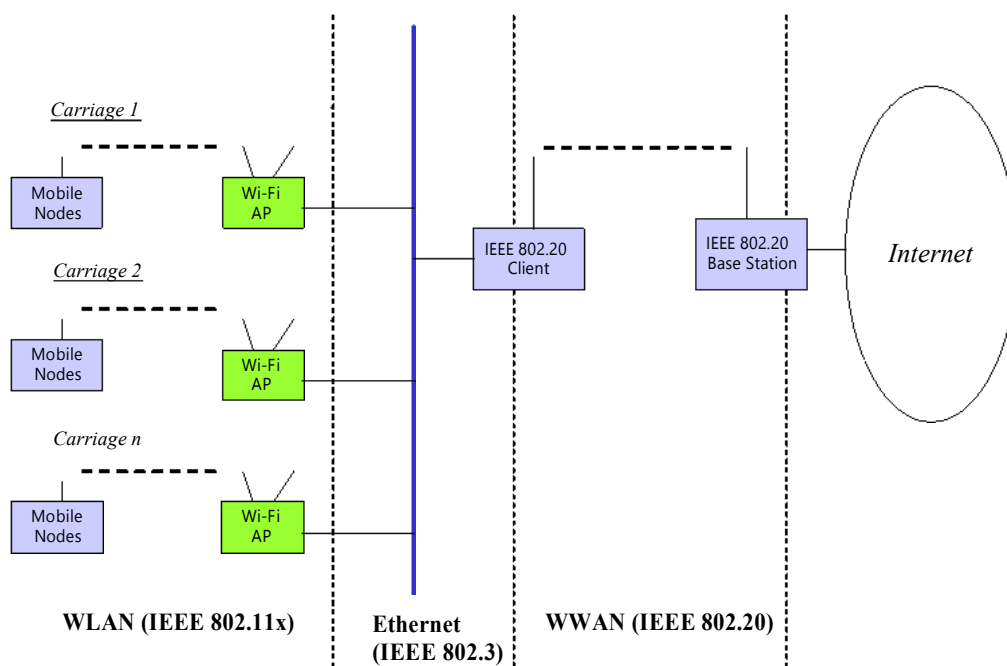 Carriage 1
Mobile
Nodes
Wi-Fi
AP
IEEE 802.20
Client
IEEE 802.20
Base Station
Internet
Carriage 2
Mobile
Nodes
Wi-Fi
AP
Carriage n
Mobile
Nodes
Wi-Fi
AP
WLAN (IEEE 802.11x)
Ethernet
(IEEE 802.3)
WWAN (IEEE 802.20)